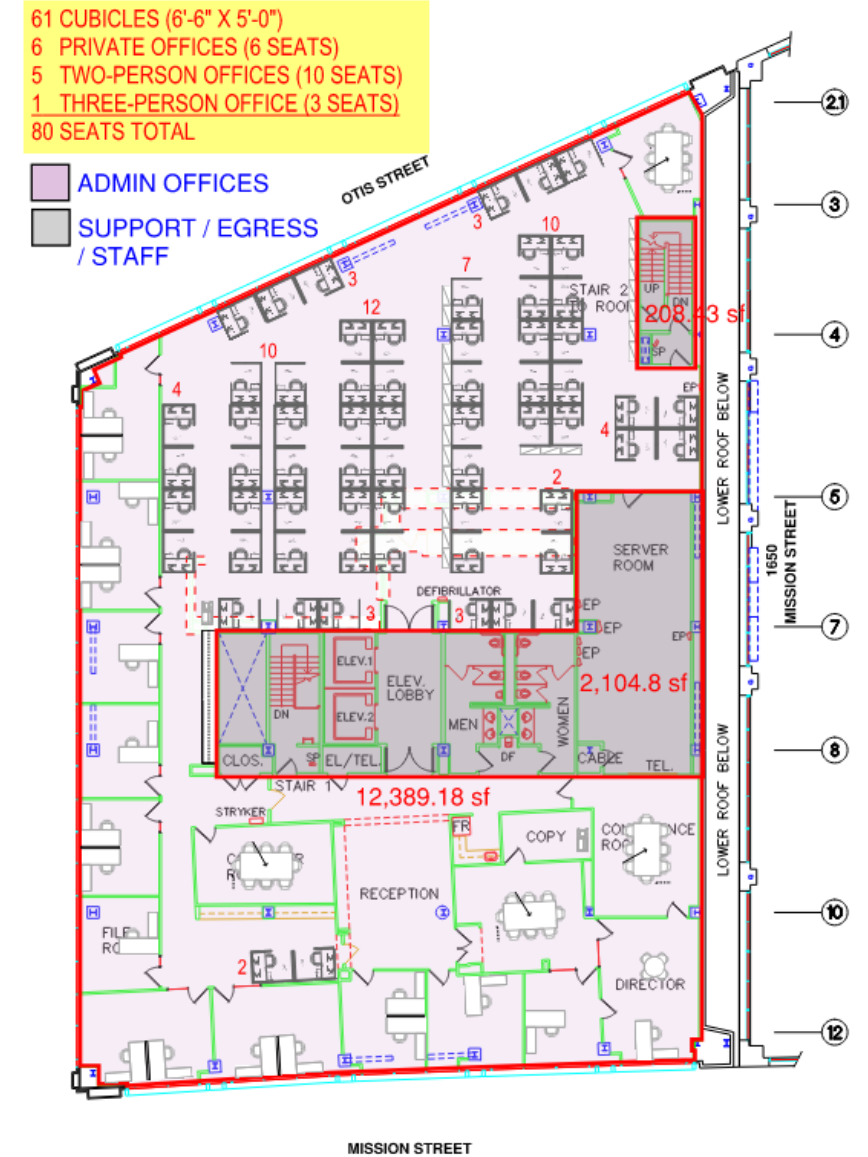 61 CUBICLES (6'-6" X 5'-0")
6 PRIVATE OFFICES (6 SEATS)
5 TWO-PERSON OFFICES (10 SEATS)
1 THREE-PERSON OFFICE (3 SEATS)
80 SEATS TOTAL
ADMIN OFFICES
SUPPORT / EGRESS
/ STAFF
OTIS STREET
2.1
3
3
10
7
3
12
10
4
STAIR 2
UP
DN
208.43 sf
SP
4
EP
4
2
5
LOWER ROOF BELOW
1650
MISSION STREET
SERVER
ROOM
DEFIBRILLATOR
3
3
EP
EP
EP
EP
7
ELEV.1
ELEV.2
ELEV.
LOBBY
DN
MEN
WOMEN
2,104.8 sf
CLOS.
SP
EL/TEL.
DF
CABLE
TEL.
8
LOWER ROOF BELOW
STAIR 1
12,389.18 sf
STRYKER
FR
COPY
RECEPTION
10
2
DIRECTOR
12
MISSION STREET